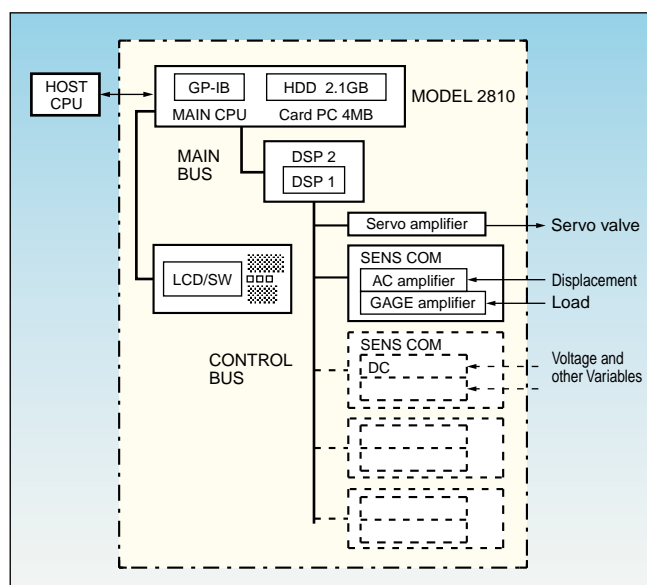 HOST
CPU
GP-IB
HDD 2.1GB
MAIN CPU
Card PC 4MB
MODEL 2810
MAIN
BUS
DSP 2
DSP 1
Servo amplifier
Servo valve
LCD/SW
SENS COM
AC amplifier
Displacement
GAGE amplifier
Load
CONTROL
BUS
SENS COM
DC
Voltage and
other Variables